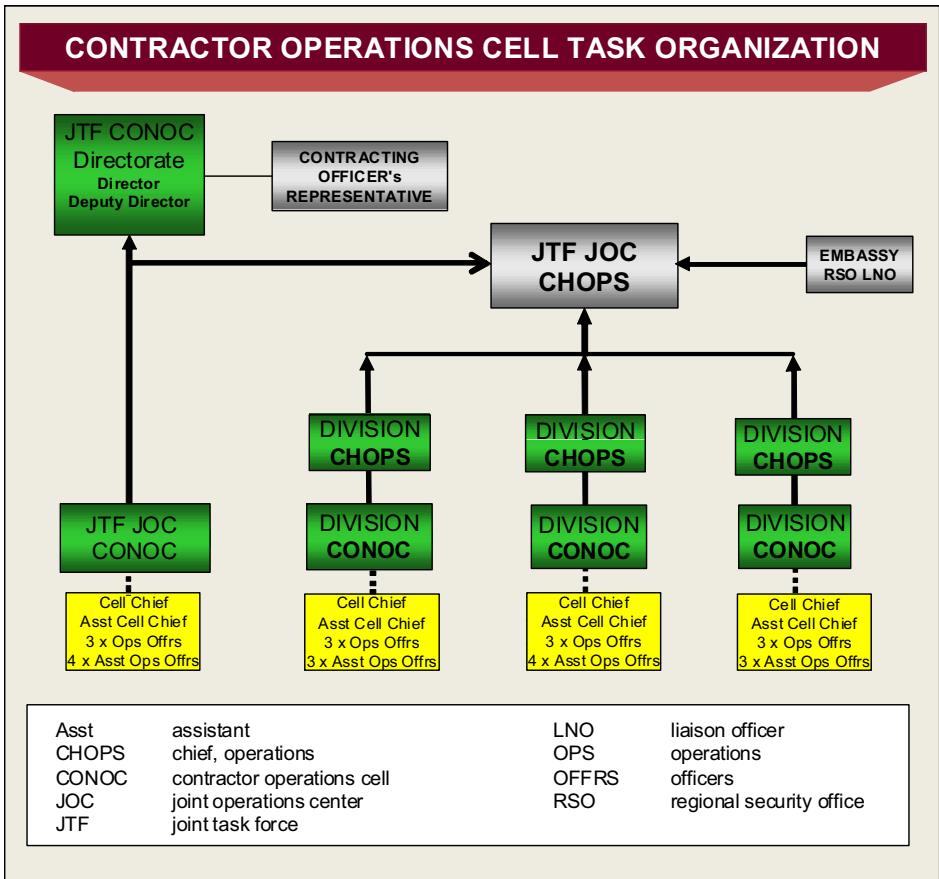 CONTRACTOR OPERATIONS CELL TASK ORGANIZATION
JTF CONOC
Directorate
Director
Deputy Director
CONTRACTING
OFFICER's
REPRESENTATIVE
JTF JOC
CHOPS
EMBASSY
RSO LNO
DIVISION
CHOPS
DIVISION
CHOPS
DIVISION
CHOPS
JTF JOC
CONOC
DIVISION
CONOC
DIVISION
CONOC
DIVISION
CONOC
Cell Chief
Asst Cell Chief
3 x Ops Offrs
4 x Asst Ops Offrs
Cell Chief
Asst Cell Chief
3 x Ops Offrs
3 x Asst Ops Offrs
Cell Chief
Asst Cell Chief
3 x Ops Offrs
4 x Asst Ops Offrs
Cell Chief
Asst Cell Chief
3 x Ops Offrs
3 x Asst Ops Offrs
Asst assistant
CHOPS chief, operations
CONOC contractor operations cell
JOC joint operations center
JTF joint task force
LNO liaison officer
OPS operations
OFFRS officers
RSO regional security office